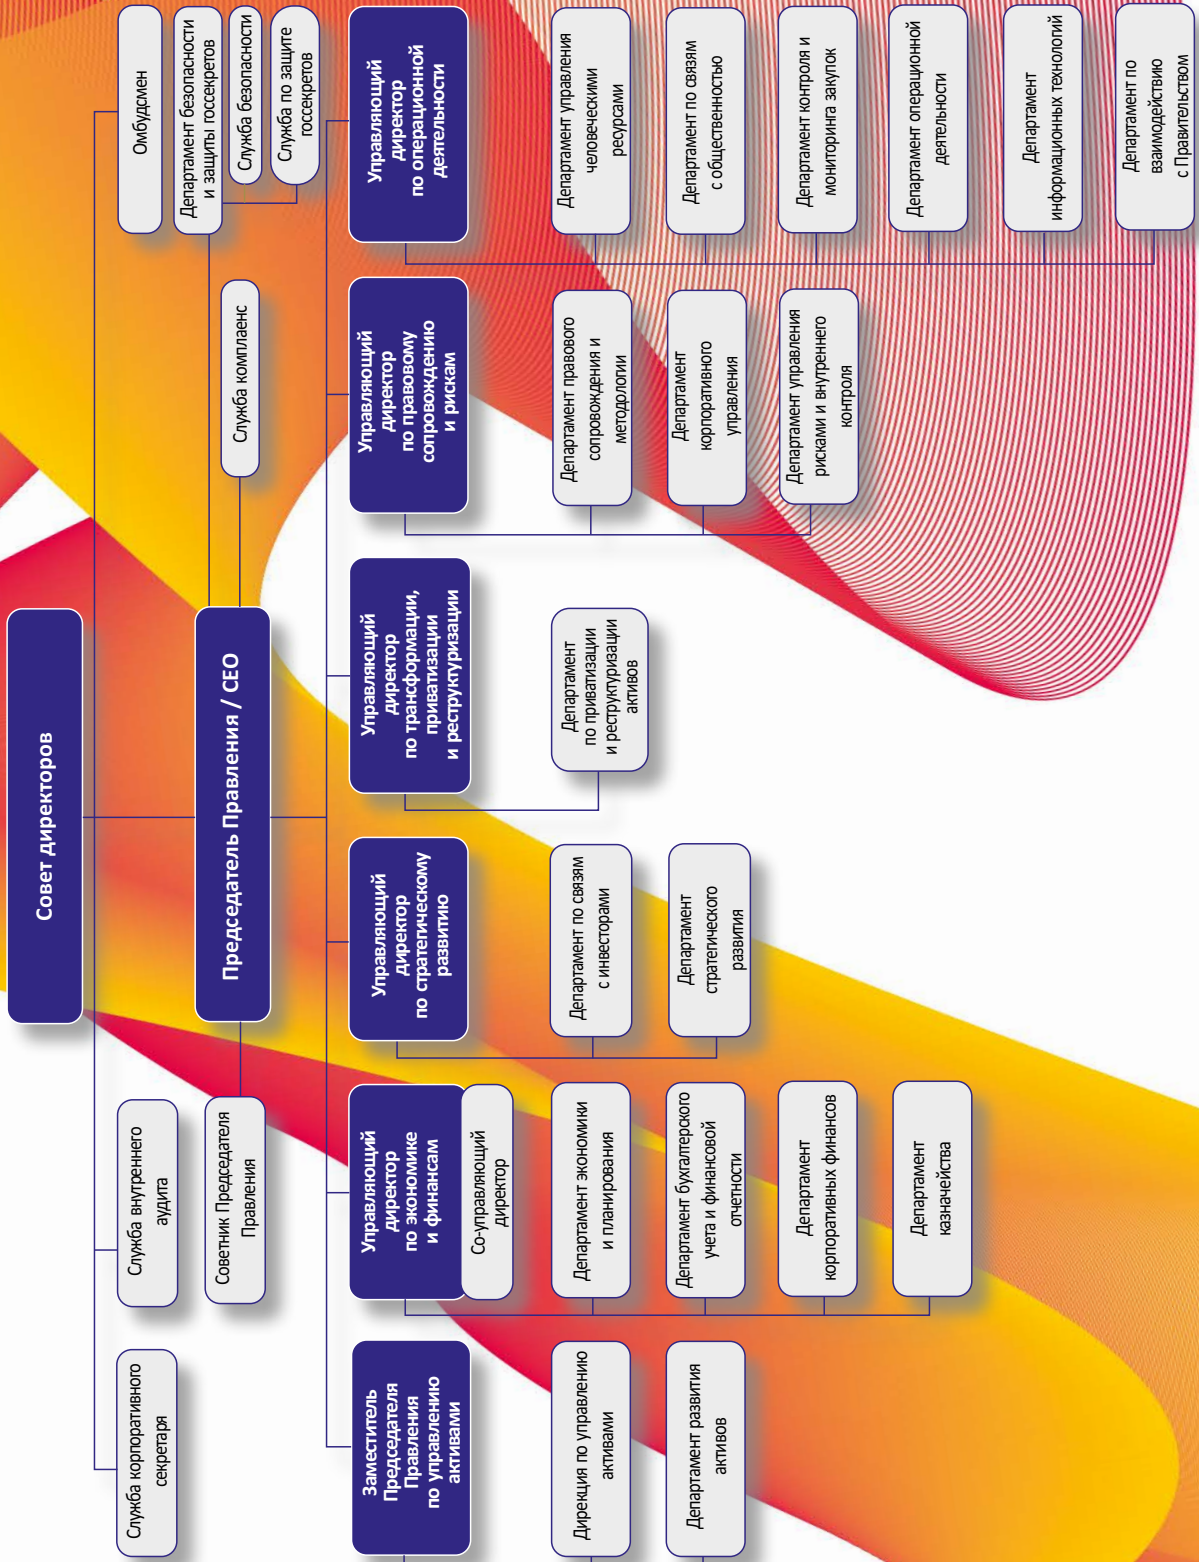 Совет директоров
Служба корпоративного
секретаря
Служба внутреннего
аудита
Омбудсмен
Советник Председателя
Правления
Председатель Правления / CEO
Служба комплаенс
Департамент безопасности
и защиты госсекретов
Служба безопасности
Служба по защите
госсекретов
Заместитель
Председателя
Правления
по управлению
активами
Дирекция по управлению
активами
Департамент развития
активов
Управляющий
директор
по экономике
и финансам
Со-управляющий
директор
Департамент экономики
и планирования
Департамент бухгалтерского
учета и финансовой
отчетности
Департамент
корпоративных финансов
Департамент
казначейства
Управляющий
директор
по стратегическому
развитию
Департамент по связям
с инвесторами
Департамент
стратегического
развития
Управляющий
директор
по трансформации,
приватизации
и реструктуризации
Департамент
по приватизации
и реструктуризации
активов
Управляющий
директор
по правовому
сопровождению
и рискам
Департамент правового
сопровождения и
методологии
Департамент
корпоративного
управления
Департамент управления
рисками и внутреннего
контроля
Управляющий
директор
по операционной
деятельности
Департамент управления
человеческими
ресурсами
Департамент по связям
с общественностью
Департамент контроля и
мониторинга закупок
Департамент операционной
деятельности
Департамент
информационных технологий
Департамент по
взаимодействию
с Правительством